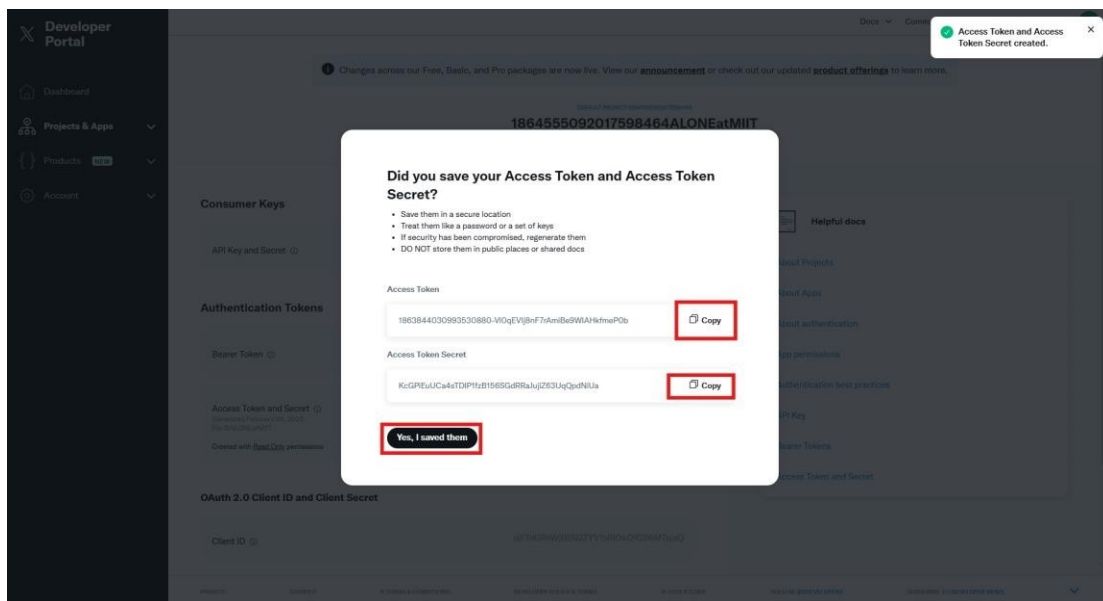 Developer
Portal
Docs
Access Token and Access
Token Secret created.
Changes across our Free, Basic, and Pro packages are now live. View our announcement or check out our updated product offerings to learn more.
Dashboard
Projects & Apps
Products NEW
Account
1864555092017598464ALONEatMIIT
Did you save your Access Token and Access Token
Secret?
• Save them in a secure location
• Treat them like a password or a set of keys
• If security has been compromised, regenerate them
• DO NOT store them in public places or shared docs
Access Token
Copy
Access Token Secret
Copy
Yes, I saved them
Consumer Keys
API Key and Secret
Authentication Tokens
Bearer Token
Access Token and Secret
Created with Read Only permissions
OAuth 2.0 Client ID and Client Secret
Client ID
Helpful docs
About Projects
About Apps
About authentication
App permissions
Authentication best practices
API Key
Bearer Tokens
Access Token and Secret